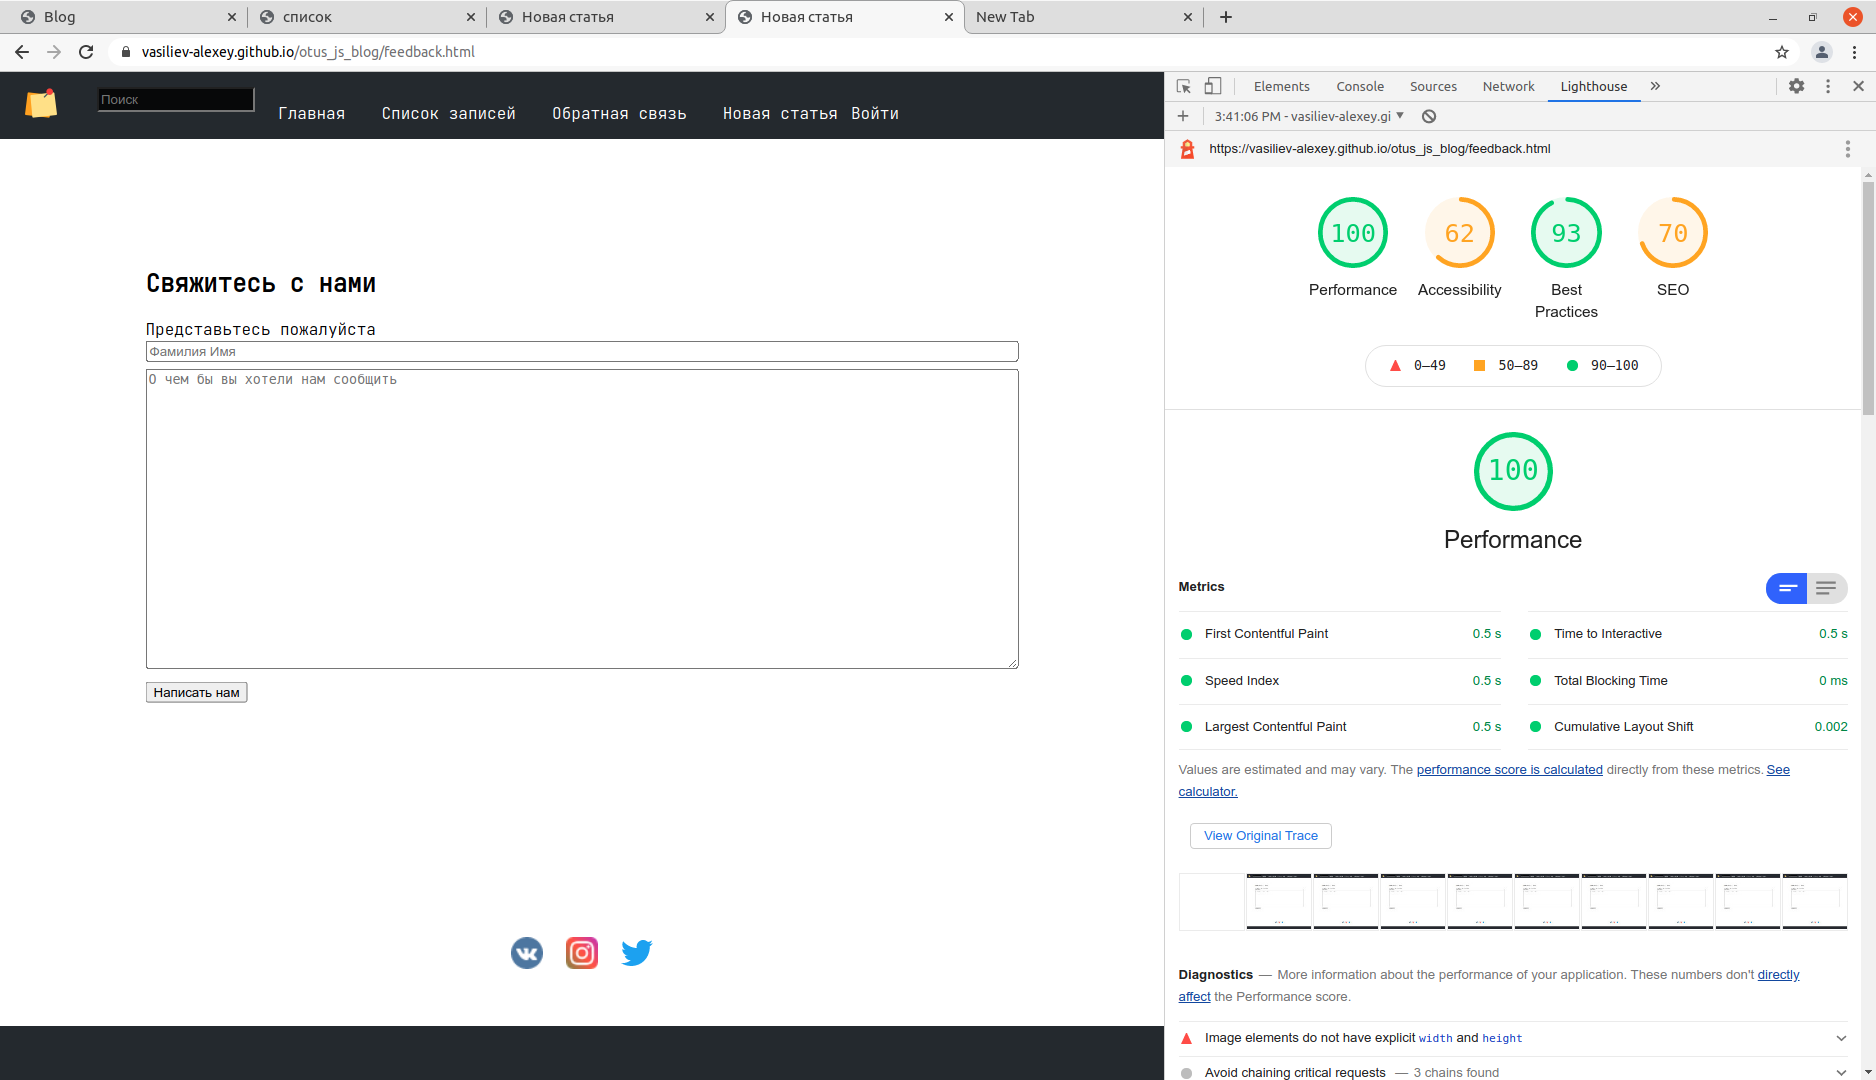 Blog
список
Новая статья
Новая статья
New Tab
vasiliev-alexey.github.io/otus_js_blog/feedback.html
Поиск
Главная
Список записей
Обратная связь
Новая статья
Войти
Свяжитесь с нами
Представьтесь пожалуйста
Фамилия Имя
О чем бы вы хотели нам сообщить
Написать нам
Elements
Console
Sources
Network
Lighthouse
3:41:06 PM - vasiliev-alexey.gi
https://vasiliev-alexey.github.io/otus_js_blog/feedback.html
100
62
93
70
Performance
Accessibility
Best
Practices
SEO
0–49
50–89
90–100
100
Performance
Metrics
First Contentful Paint 0.5 s
Time to Interactive 0.5 s
Speed Index 0.5 s
Total Blocking Time 0 ms
Largest Contentful Paint 0.5 s
Cumulative Layout Shift 0.002
Values are estimated and may vary. The performance score is calculated directly from these metrics. See
calculator.
View Original Trace
Diagnostics — More information about the performance of your application. These numbers don't directly
affect the Performance score.
Image elements do not have explicit width and height
Avoid chaining critical requests — 3 chains found